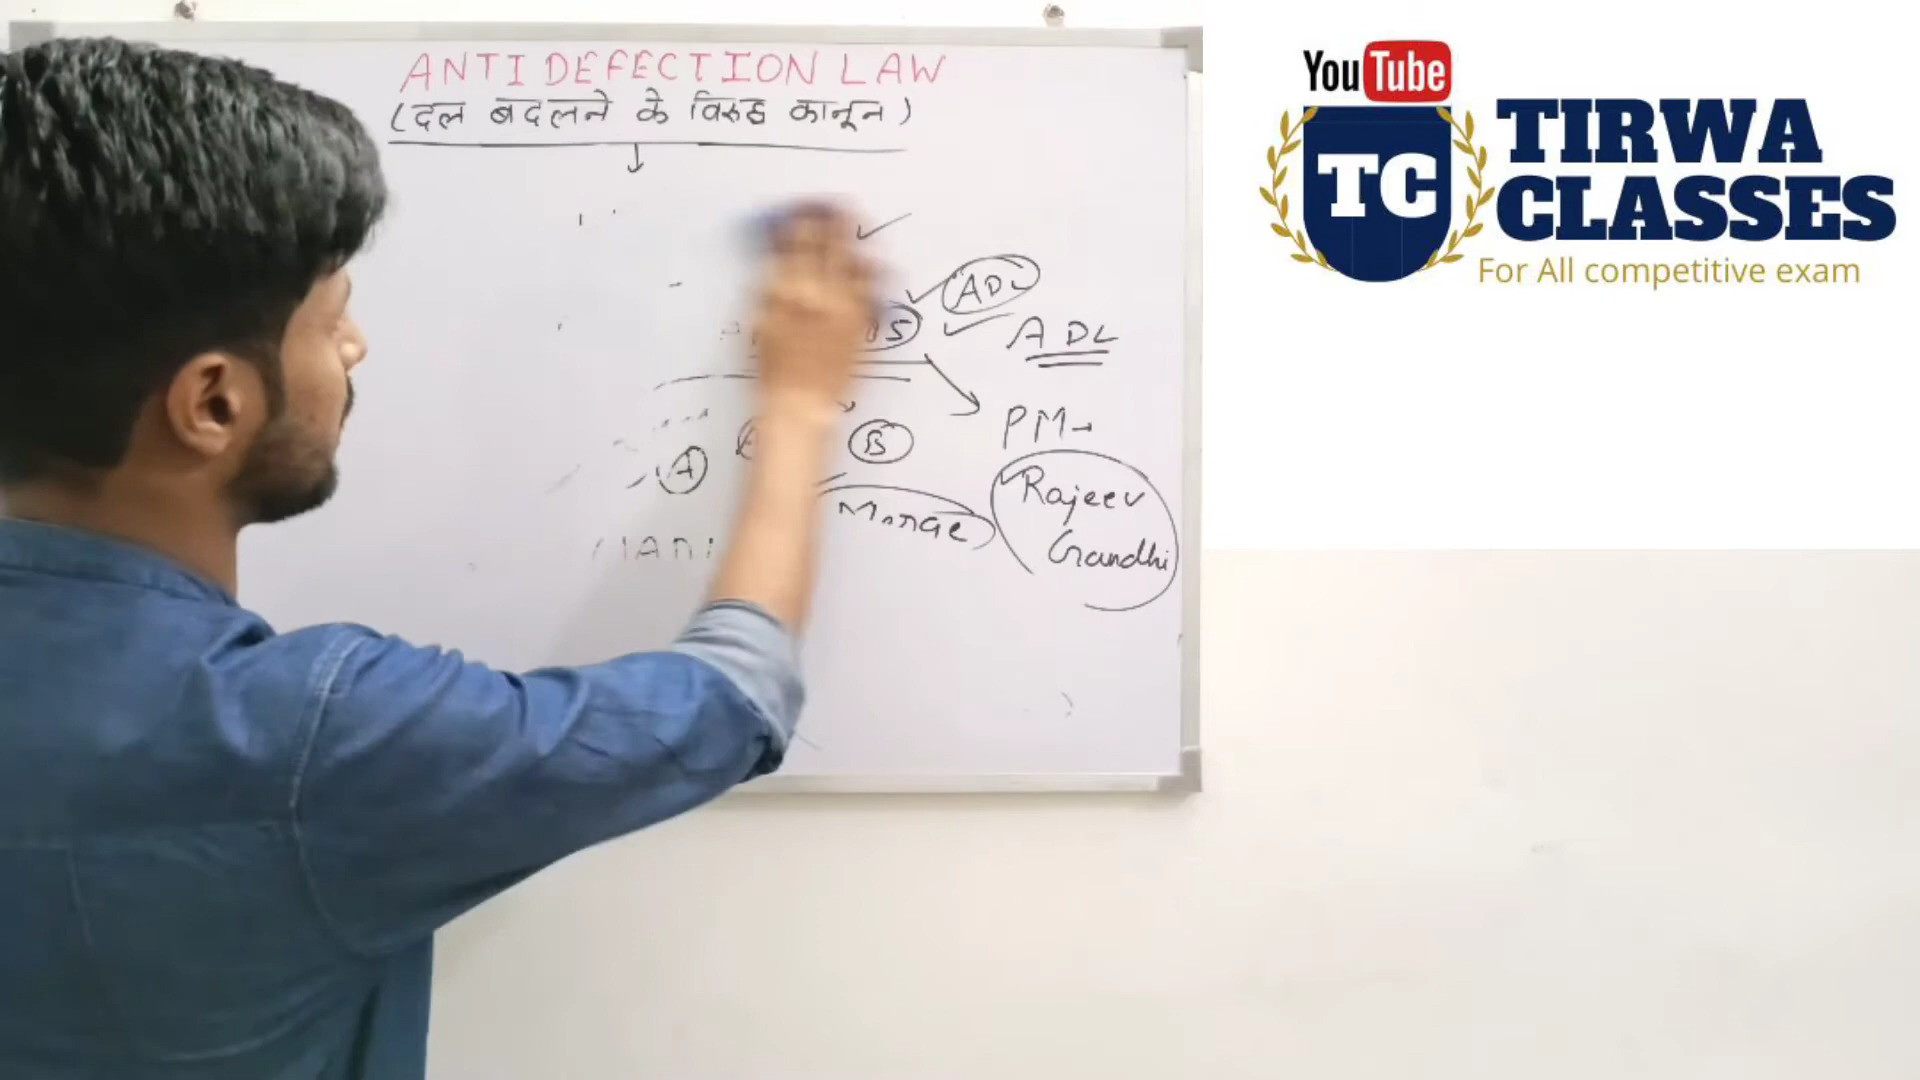 ANTI DEFECTION LAW
(दल बदलने के विरुद्ध कानून)
ADL
ADL
PM
A
B
Merge
Rajeev
Gandhi
YouTube
TC
TIRWA
CLASSES
For All competitive exam